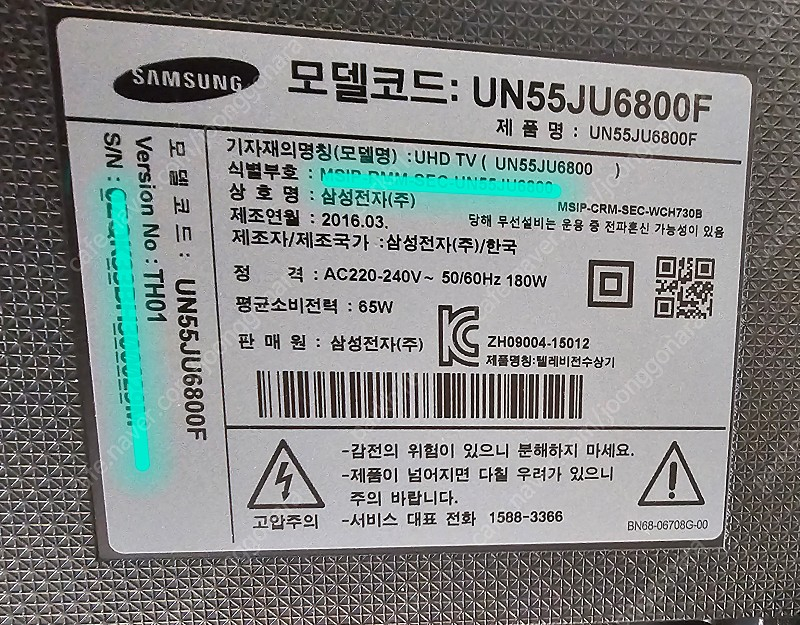 SAMSUNG
모델코드: UN55JU6800F
제 품 명 : UN55JU6800F
기자재의명칭(모델명) :UHD TV ( UN55JU6800 )
식별부호 : MSIP-RMM-SEC-UN55JU6800
MSIP-CRM-SEC-WCH730B
상 호 명 : 삼성전자(주)
당해 무선설비는 운용 중 전파혼신 가능성이 있음
제조연월 : 2016.03.
제조자/제조국가 :삼성전자(주)/한국
정 격 : AC220-240V~ 50/60Hz 180W
평균소비전력 : 65W
판 매 원 : 삼성전자(주)
ZH09004-15012
제품명칭:텔레비전수상기
모델코드: UN55JU6800F
Version No: TH01
S/N:
고압주의
-감전의 위험이 있으니 분해하지 마세요.
-제품이 넘어지면 다칠 우려가 있으니
주의 바랍니다.
-서비스 대표 전화 1588-3366
BN68-06708G-00